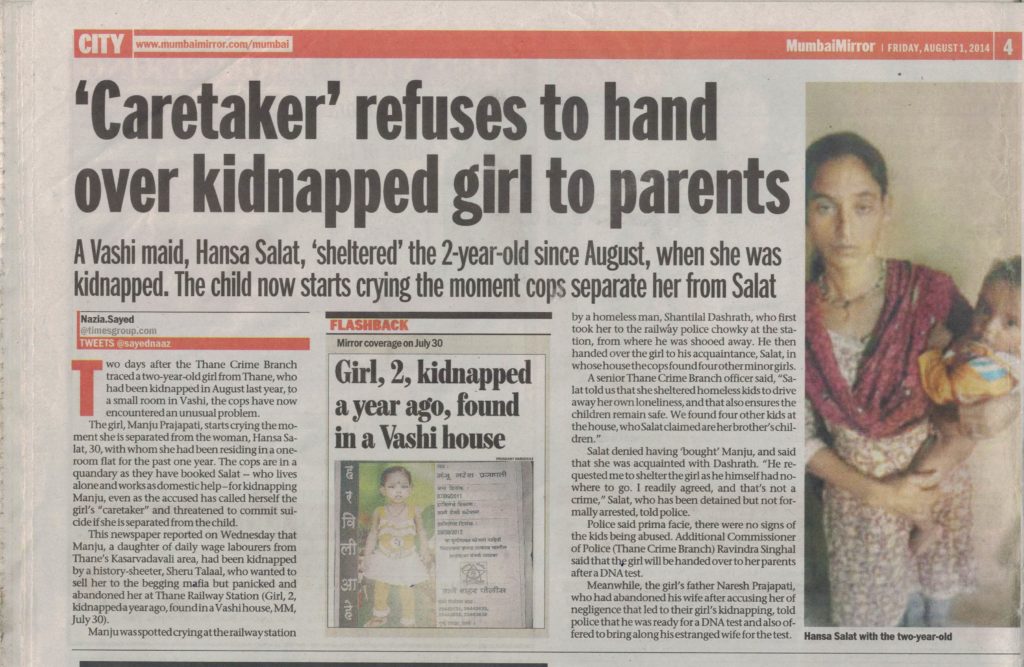 CITY
www.mumbaimirror.com/mumbai
MumbaiMirror | FRIDAY, AUGUST 1, 2014 | 4
‘Caretaker’ refuses to hand
over kidnapped girl to parents
A Vashi maid, Hansa Salat, ‘sheltered’ the 2-year-old since August, when she was
kidnapped. The child now starts crying the moment cops separate her from Salat
Nazia.Sayed
@timesgroup.com
TWEETS @sayednaaz
Two days after the Thane Crime Branch
traced a two-year-old girl from Thane, who
had been kidnapped in August last year, to
a small room in Vashi, the cops have now
encountered an unusual problem.
The girl, Manju Prajapati, starts crying the mo-
ment she is separated from the woman, Hansa Sa-
lat, 30, with whom she had been residing in a one-
room flat for the past one year. The cops are in a
quandary as they have booked Salat – who lives
alone and works as domestic help – for kidnapping
Manju, even as the accused has called herself the
girl’s “caretaker” and threatened to commit sui-
cide if she is separated from the child.
This newspaper reported on Wednesday that
Manju, a daughter of daily wage labourers from
Thane’s Kasarvadavali area, had been kidnapped
by a history-sheeter, Sheru Talaal, who wanted to
sell her to the begging mafia but panicked and
abandoned her at Thane Railway Station (Girl, 2,
kidnapped a year ago, found in a Vashi house, MM,
July 30).
Manju was spotted crying at the railway station
FLASHBACK
Mirror coverage on July 30
Girl, 2, kidnapped
a year ago, found
in a Vashi house
by a homeless man, Shantilal Dashrath, who first
took her to the railway police chowky at the sta-
tion, from where he was shooed away. He then
handed over the girl to his acquaintance, Salat, in
whose house the cops found four other minor girls.
A senior Thane Crime Branch officer said, “Sa-
lat told us that she sheltered homeless kids to drive
away her own loneliness, and that also ensures the
children remain safe. We found four other kids at
the house, who Salat claimed are her brother’s chil-
dren.”
Salat denied having ‘bought’ Manju, and said
that she was acquainted with Dashrath. “He re-
quested me to shelter the girl as he himself had no-
where to go. I readily agreed, and that’s not a
crime,” Salat, who has been detained but not for-
mally arrested, told police.
Police said prima facie, there were no signs of
the kids being abused. Additional Commissioner
of Police (Thane Crime Branch) Ravindra Singhal
said that the girl will be handed over to her parents
after a DNA test.
Meanwhile, the girl’s father Naresh Prajapati,
who had abandoned his wife after accusing her of
negligence that led to their girl’s kidnapping, told
police that he was ready for a DNA test and also of-
fered to bring along his estranged wife for the test.
Hansa Salat with the two-year-old